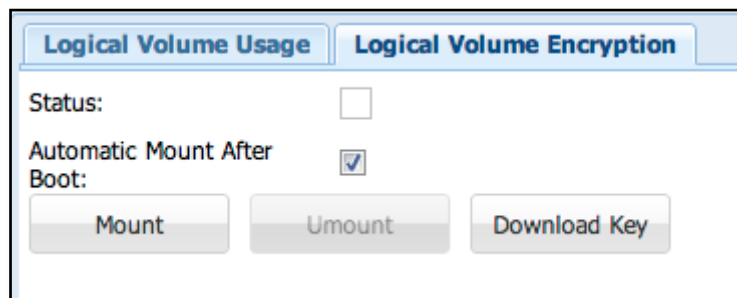 Logical Volume Usage
Logical Volume Encryption
Status:
Automatic Mount After
Boot:
Mount
Umount
Download Key